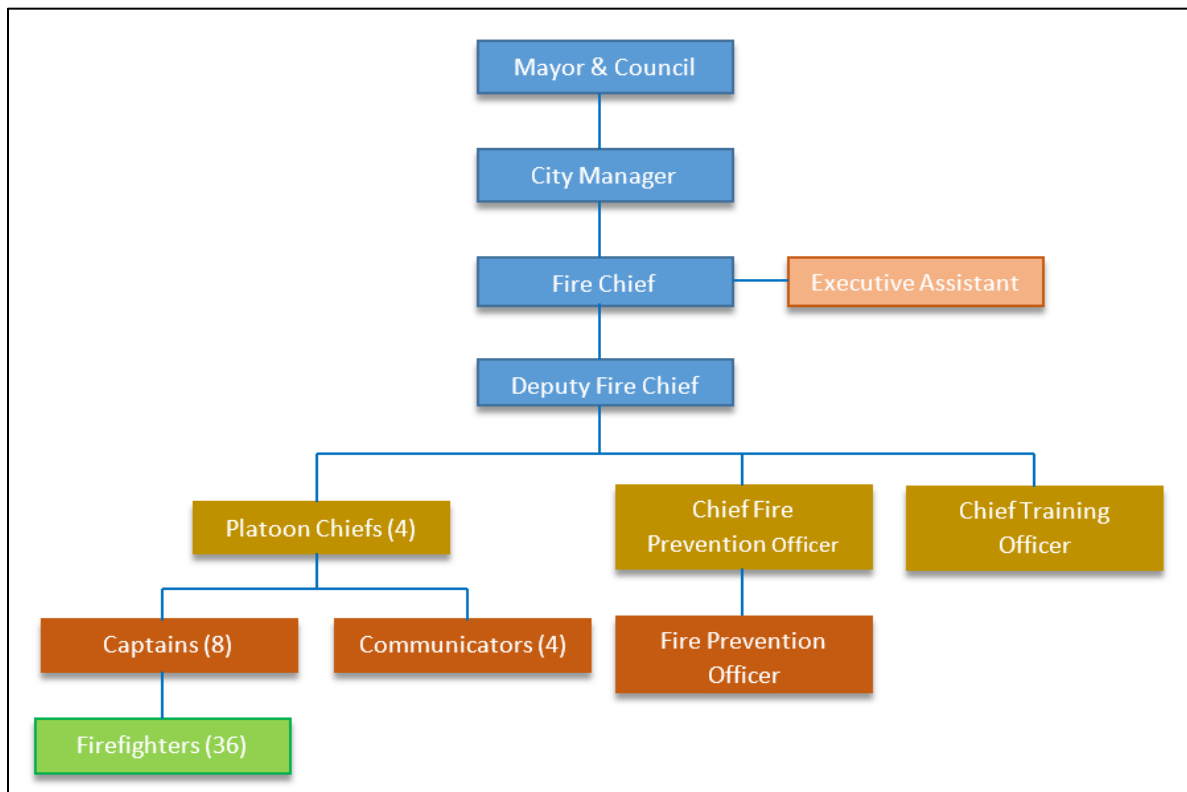 Mayor & Council
City Manager
Fire Chief
Executive Assistant
Deputy Fire Chief
Platoon Chiefs (4)
Chief Fire
Prevention Officer
Chief Training
Officer
Captains (8)
Communicators (4)
Fire Prevention
Officer
Firefighters (36)